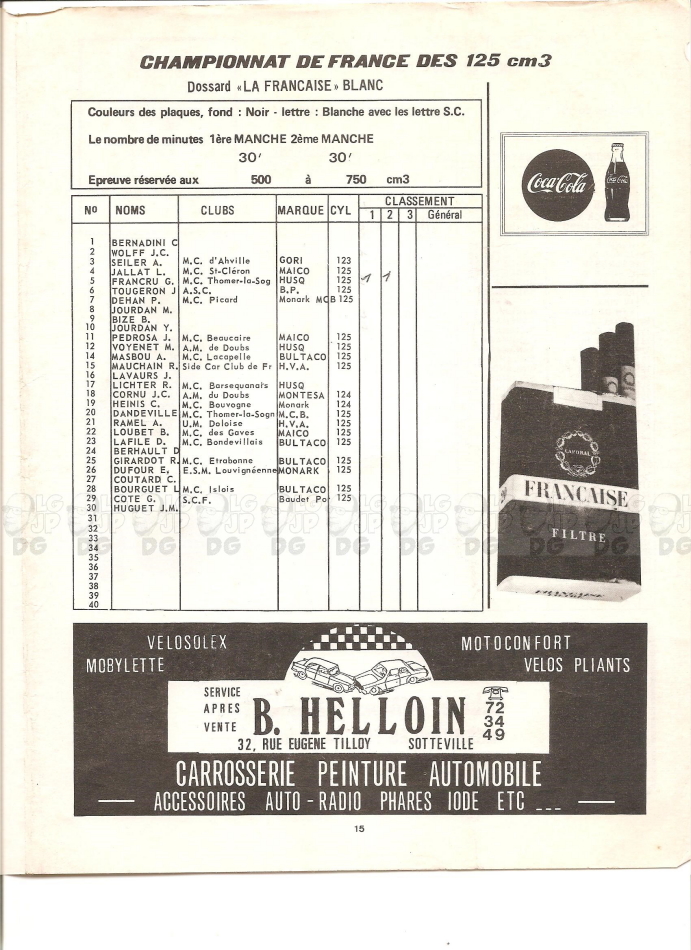 CHAMPIONNAT DE FRANCE DES 125 cm3
Dossard «LA FRANCAISE» BLANC
Couleurs des plaques, fond : Noir - lettre : Blanche avec les lettre S.C.
Le nombre de minutes 1ère MANCHE 2ème MANCHE
30' 30'
Epreuve réservée aux 500 à 750 cm3
Coca-Cola
Coca-Cola
No NOMS CLUBS MARQUE CYL CLASSEMENT
1 2 3 Général
1 BERNADINI C
2 WOLFF J.C.
3 SEILER A. M.C. d'Ahville GORI 123
4 JALLAT L. M.C. St-Cléron MAICO 125
5 FRANCRU G. M.C. Thomer-la-Sog HUSQ 125 1 1
6 TOUGERON J A.S.C. B.P. 125
7 DEHAN P. M.C. Picard Monark MCB 125
8 JOURDAN M.
9 BIZE B.
10 JOURDAN Y.
11 PEDROSA J. M.C. Beaucaire MAICO 125
12 VOYENET M. A.M. de Doubs HUSQ 125
14 MASBOU A. M.C. Lacapelle BULTACO 125
15 MAUCHAIN R. Side Car Club de Fr H.V.A. 125
16 LAVAURS J.
17 LICHTER R. M.C. Barsequanais HUSQ
18 CORNU J.C. A.M. du Doubs MONTESA 124
19 HEINIS C. M.C. Bouvogne Monark 124
20 DANDEVILLE M.C. Thomer-la-Sogn M.C.B. 125
21 RAMEL A. U.M. Doloise H.V.A. 125
22 LOUBET B. M.C. des Gaves MAICO 125
23 LAFILE D. M.C. Bondevillais BULTACO 125
24 BERHAULT D
25 GIRARDOT R. M.C. Etrabonne BULTACO 125
26 DUFOUR E. E.S.M. Louvignéenne MONARK 125
27 COUTARD C.
28 BOURGUET L M.C. Islois BULTACO 125
29 COTE G. S.C.F. Baudet Po 125
30 HUGUET J.M.
31
32
33
34
35
36
37
38
39
40
CAPORAL
FRANÇAISE
FILTRE
FRANÇAISE
LG JP DG
VELOSOLEX MOTOCONFORT
MOBYLETTE VELOS PLIANTS
SERVICE APRES VENTE
B. HELLOIN
72 34 49
32, RUE EUGENE TILLOY SOTTEVILLE
CARROSSERIE PEINTURE AUTOMOBILE
ACCESSOIRES AUTO-RADIO PHARES IODE ETC ...
15